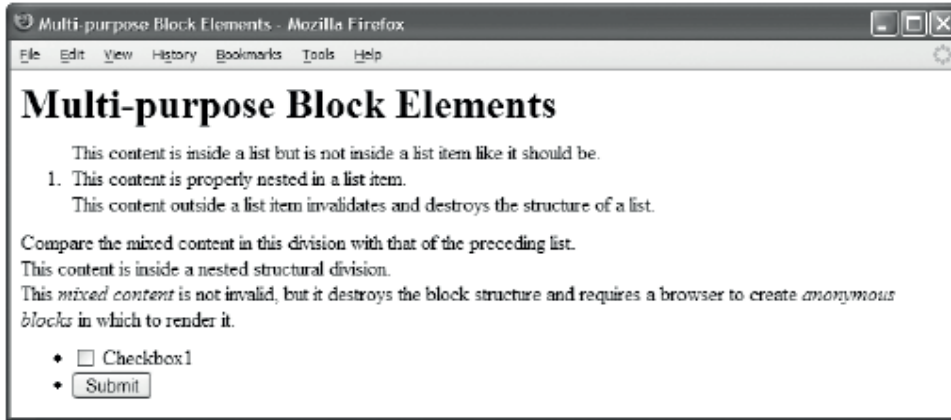 Multi-purpose Block Elements - Mozilla Firefox
File Edit View History Bookmarks Tools Help
Multi-purpose Block Elements
This content is inside a list but is not inside a list item like it should be.
1. This content is properly nested in a list item.
This content outside a list item invalidates and destroys the structure of a list.
Compare the mixed content in this division with that of the preceding list.
This content is inside a nested structural division.
This mixed content is not invalid, but it destroys the block structure and requires a browser to create anonymous
blocks in which to render it.
• Checkbox1
• Submit